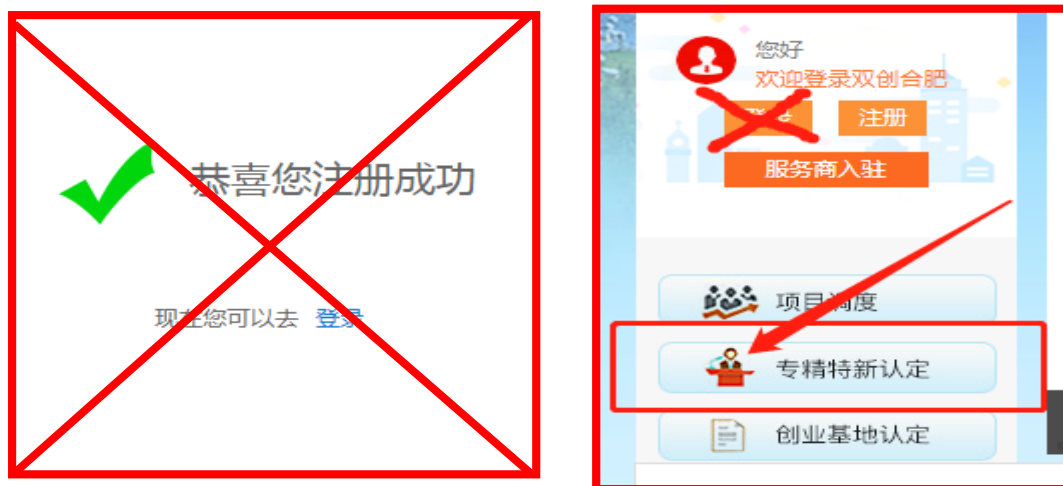 恭喜您注册成功
现在您可以去 登录
您好
欢迎登录双创合肥
注册
服务商入驻
项目调度
专精特新认定
创业基地认定